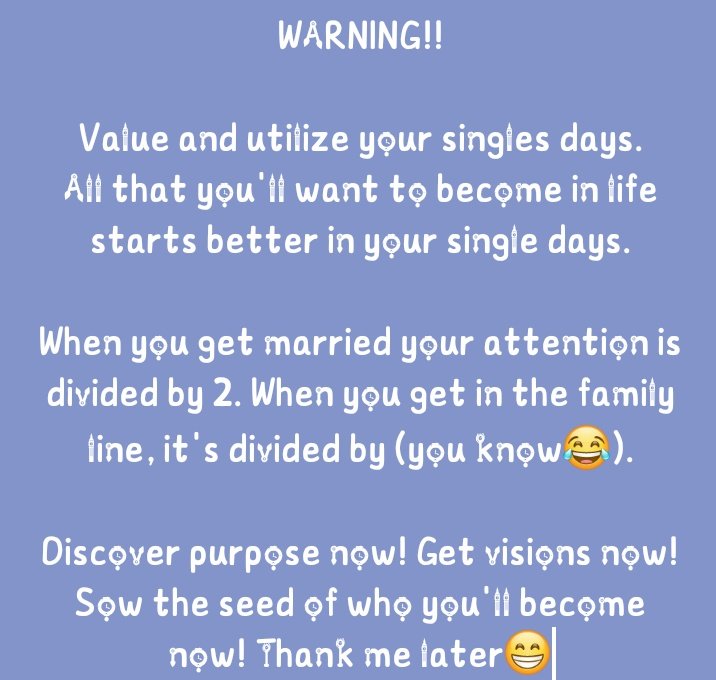 WARNING!!
Value and utilize your singles days.
All that you'll want to become in life
starts better in your single days.
When you get married your attention is
divided by 2. When you get in the family
line, it's divided by (you know😂).
Discover purpose now! Get visions now!
Sow the seed of who you'll become
now! Thank me later😁